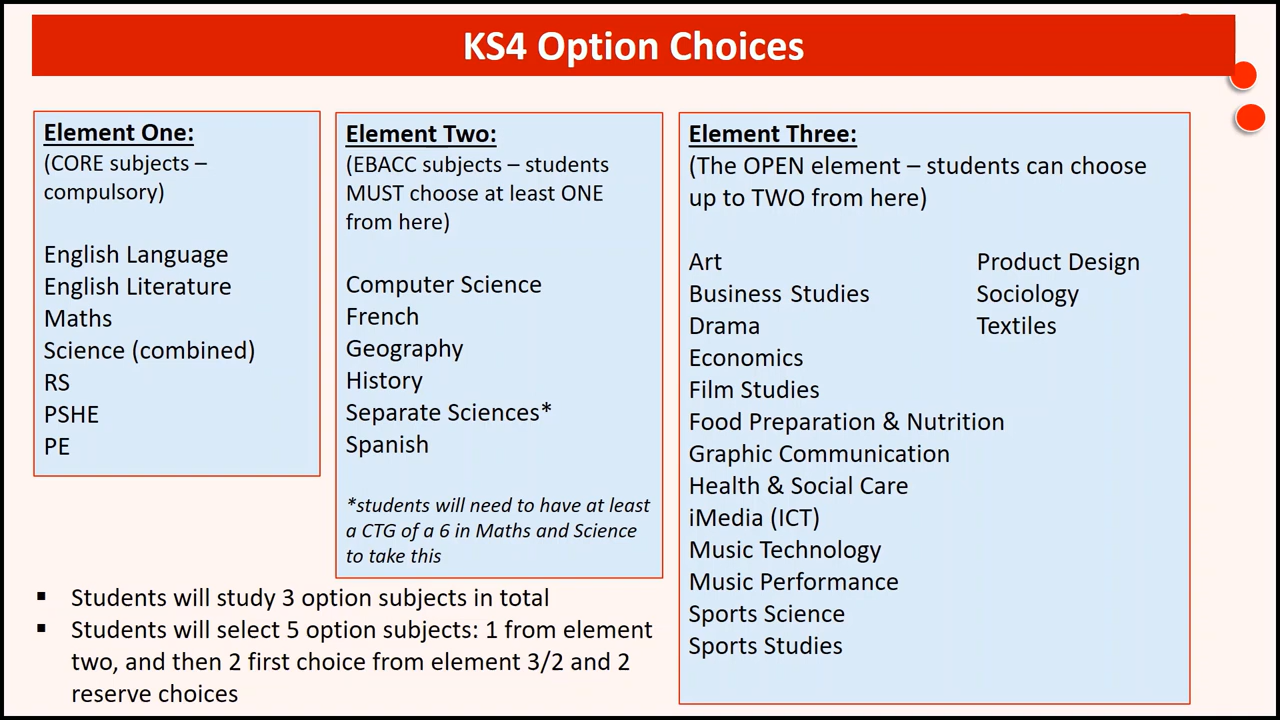 KS4 Option Choices
Element One:
(CORE subjects –
compulsory)
English Language
English Literature
Maths
Science (combined)
RS
PSHE
PE
Element Two:
(EBACC subjects – students
MUST choose at least ONE
from here)
Computer Science
French
Geography
History
Separate Sciences*
Spanish
*students will need to have at least
a CTG of a 6 in Maths and Science
to take this
Element Three:
(The OPEN element – students can choose
up to TWO from here)
Art
Business Studies
Drama
Economics
Film Studies
Food Preparation & Nutrition
Graphic Communication
Health & Social Care
iMedia (ICT)
Music Technology
Music Performance
Sports Science
Sports Studies
Product Design
Sociology
Textiles
▪ Students will study 3 option subjects in total
▪ Students will select 5 option subjects: 1 from element
two, and then 2 first choice from element 3/2 and 2
reserve choices